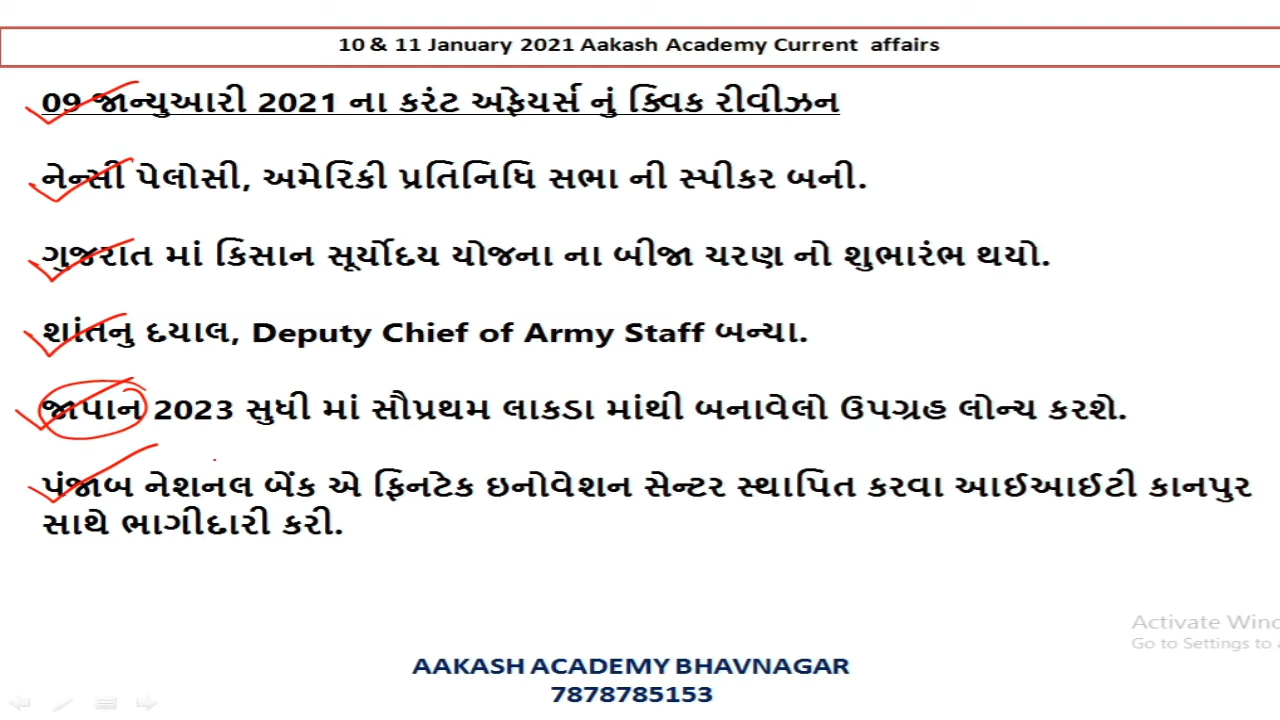 10 & 11 January 2021 Aakash Academy Current affairs
09 જાન્યુઆરી 2021 ના કરંટ અફેયર્સ નું ક્વિક રીવીઝન
નેન્સી પેલોસી, અમેરિકી પ્રતિનિધિ સભા ની સ્પીકર બની.
ગુજરાત માં કિસાન સૂર્યોદય યોજના ના બીજા ચરણ નો શુભારંભ થયો.
શાંતનુ દયાલ, Deputy Chief of Army Staff બન્યા.
જાપાન 2023 સુધી માં સૌપ્રથમ લાકડા માંથી બનાવેલો ઉપગ્રહ લોન્ચ કરશે.
પંજાબ નેશનલ બેંક એ ફિનટેક ઇનોવેશન સેન્ટર સ્થાપિત કરવા આઈઆઈટી કાનપુર
સાથે ભાગીદારી કરી.
Activate Wind
Go to Settings to a
AAKASH ACADEMY BHAVNAGAR
7878785153